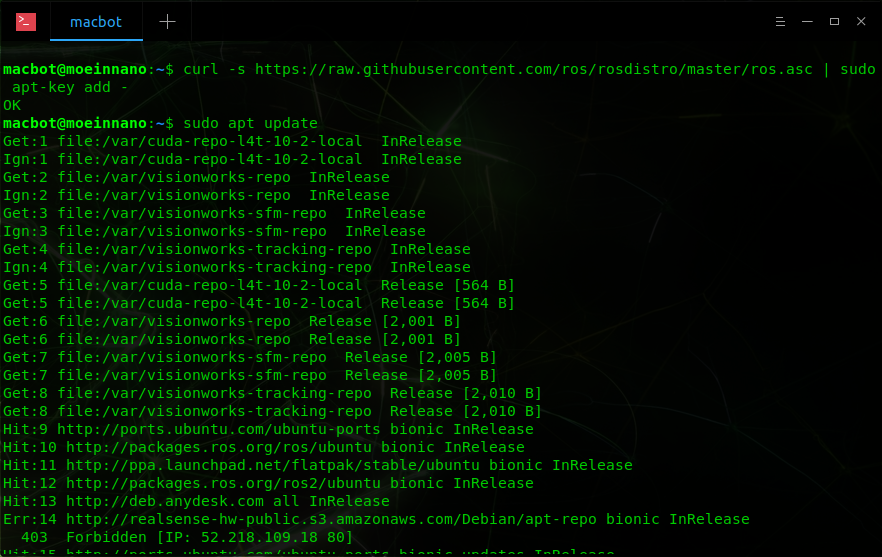 macbot
macbot@moeinnano:~$ curl -s https://raw.githubusercontent.com/ros/rosdistro/master/ros.asc | sudo
 apt-key add -
OK
macbot@moeinnano:~$ sudo apt update
Get:1 file:/var/cuda-repo-l4t-10-2-local  InRelease
Ign:1 file:/var/cuda-repo-l4t-10-2-local  InRelease
Get:2 file:/var/visionworks-repo  InRelease
Ign:2 file:/var/visionworks-repo  InRelease
Get:3 file:/var/visionworks-sfm-repo  InRelease
Ign:3 file:/var/visionworks-sfm-repo  InRelease
Get:4 file:/var/visionworks-tracking-repo  InRelease
Ign:4 file:/var/visionworks-tracking-repo  InRelease
Get:5 file:/var/cuda-repo-l4t-10-2-local  Release [564 B]
Get:5 file:/var/cuda-repo-l4t-10-2-local  Release [564 B]
Get:6 file:/var/visionworks-repo  Release [2,001 B]
Get:6 file:/var/visionworks-repo  Release [2,001 B]
Get:7 file:/var/visionworks-sfm-repo  Release [2,005 B]
Get:7 file:/var/visionworks-sfm-repo  Release [2,005 B]
Get:8 file:/var/visionworks-tracking-repo  Release [2,010 B]
Get:8 file:/var/visionworks-tracking-repo  Release [2,010 B]
Hit:9 http://ports.ubuntu.com/ubuntu-ports bionic InRelease
Hit:10 http://packages.ros.org/ros/ubuntu bionic InRelease
Hit:11 http://ppa.launchpad.net/flatpak/stable/ubuntu bionic InRelease
Hit:12 http://packages.ros.org/ros2/ubuntu bionic InRelease
Hit:13 http://deb.anydesk.com all InRelease
Err:14 http://realsense-hw-public.s3.amazonaws.com/Debian/apt-repo bionic InRelease
  403  Forbidden [IP: 52.218.109.18 80]
Hit:15 http://ports.ubuntu.com/ubuntu-ports bionic-updates InRelease